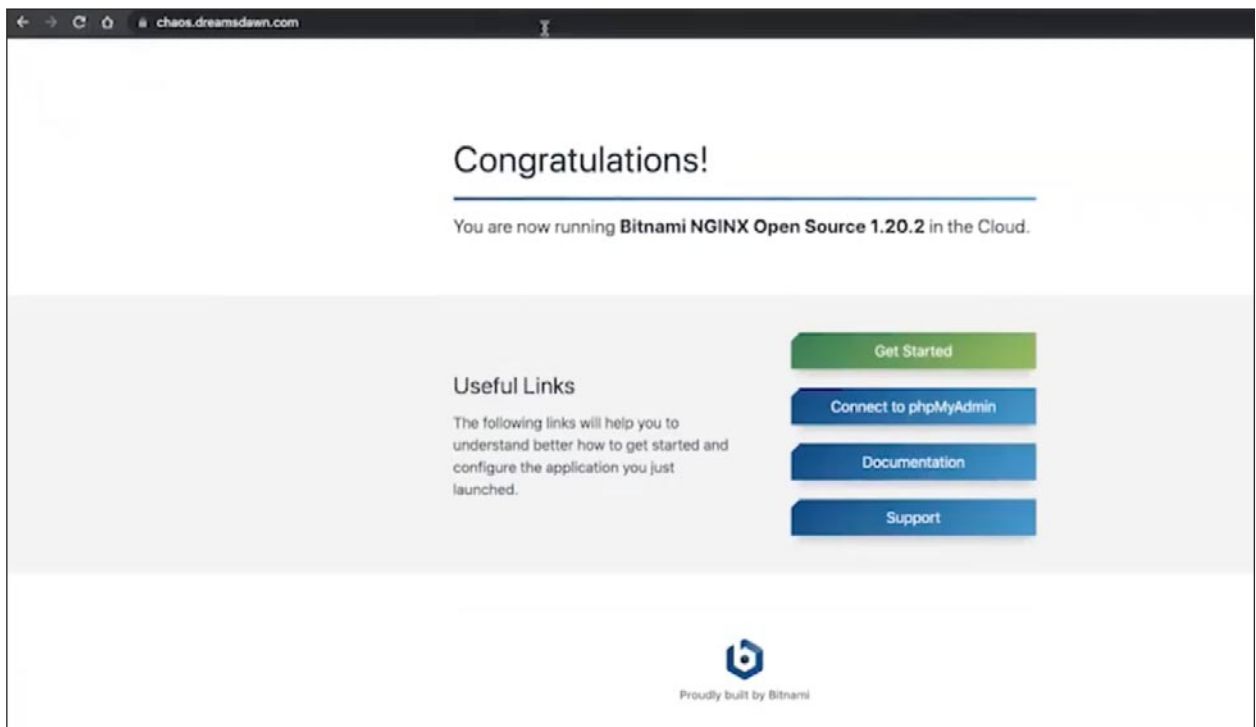 chaos.dreamsdawn.com
Congratulations!
You are now running Bitnami NGINX Open Source 1.20.2 in the Cloud.
Useful Links
The following links will help you to
understand better how to get started and
configure the application you just
launched.
Get Started
Connect to phpMyAdmin
Documentation
Support
Proudly built by Bitnami